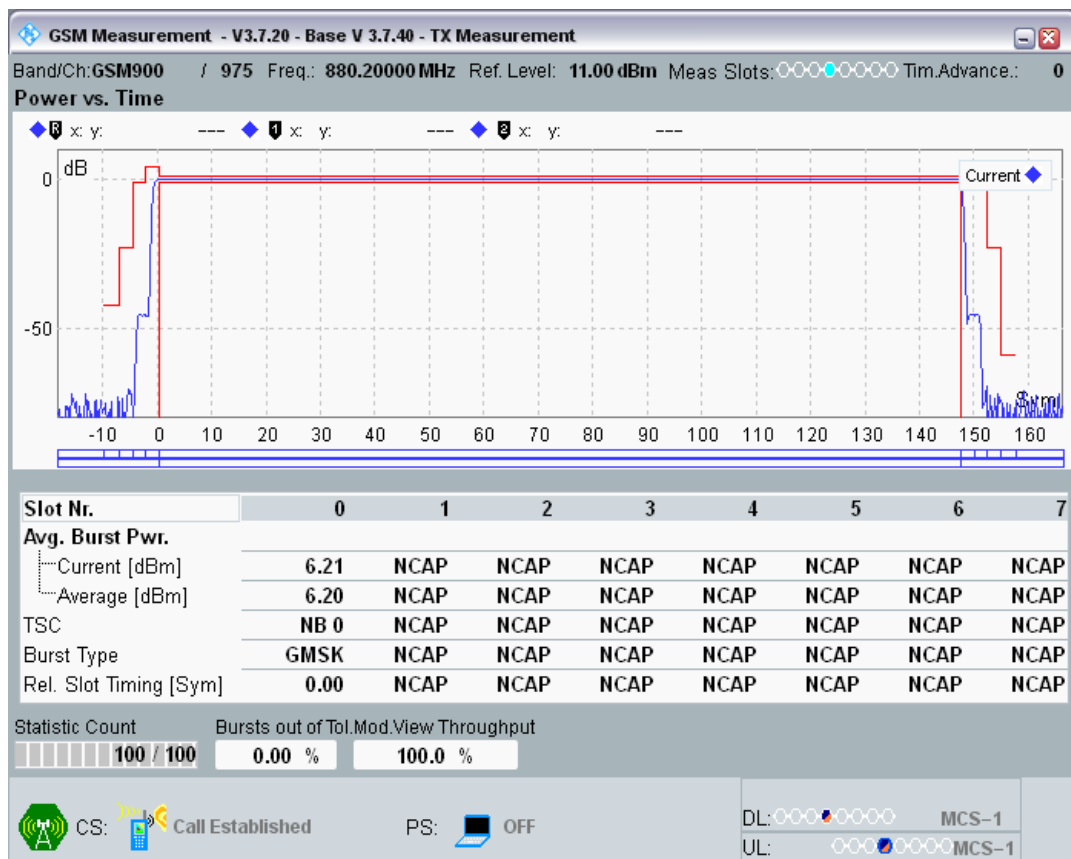 GSM Measurement - V3.7.20 - Base V 3.7.40 - TX Measurement
Band/Ch:GSM900 / 975 Freq.: 880.20000 MHz Ref. Level: 11.00 dBm Meas Slots: Tim.Advance.: 0
Power vs. Time
R x: y: --- 1 x: y: --- 2 x: y: ---
dB
Current
0
-50
Sym
-10 0 10 20 30 40 50 60 70 80 90 100 110 120 130 140 150 160
Slot Nr. 0 1 2 3 4 5 6 7
Avg. Burst Pwr.
Current [dBm] 6.21 NCAP NCAP NCAP NCAP NCAP NCAP NCAP
Average [dBm] 6.20 NCAP NCAP NCAP NCAP NCAP NCAP NCAP
TSC NB 0 NCAP NCAP NCAP NCAP NCAP NCAP NCAP
Burst Type GMSK NCAP NCAP NCAP NCAP NCAP NCAP NCAP
Rel. Slot Timing [Sym] 0.00 NCAP NCAP NCAP NCAP NCAP NCAP NCAP
Statistic Count Bursts out of Tol.Mod.View Throughput
100 / 100 0.00 % 100.0 %
DL: MCS-1
CS: Call Established PS: OFF
UL: MCS-1